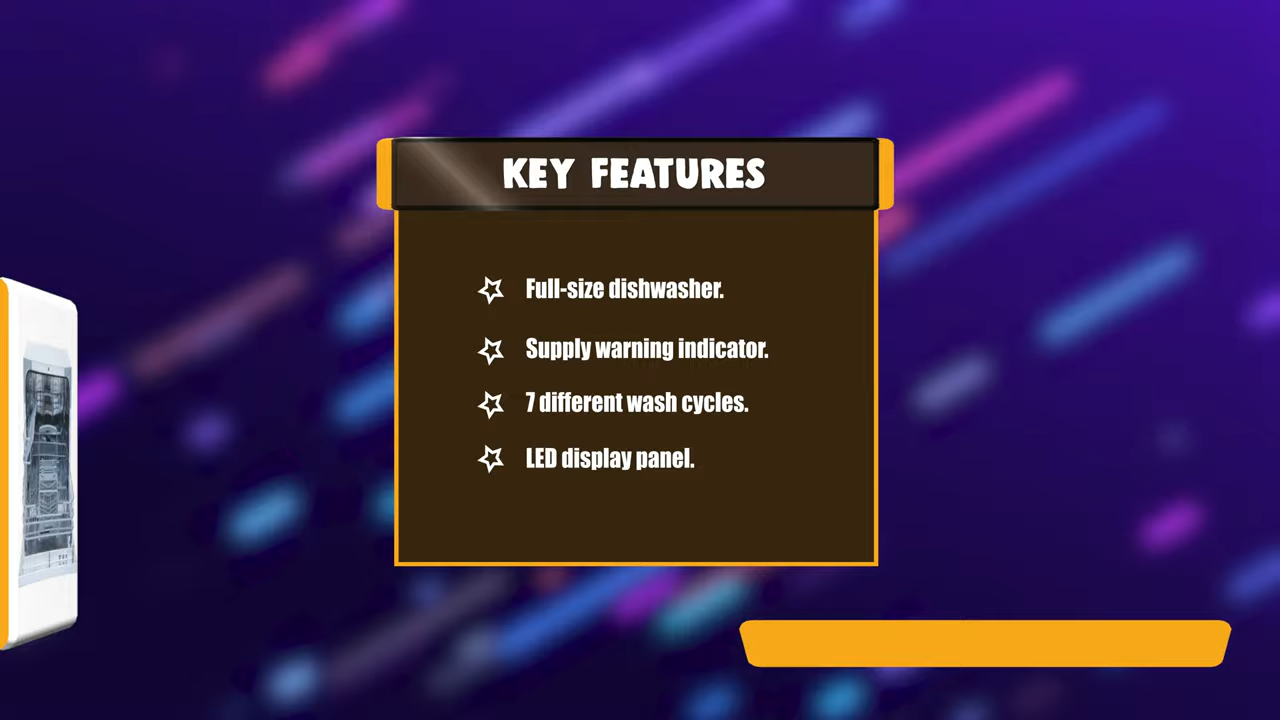 KEY FEATURES
Full-size dishwasher.
Supply warning indicator.
7 different wash cycles.
LED display panel.